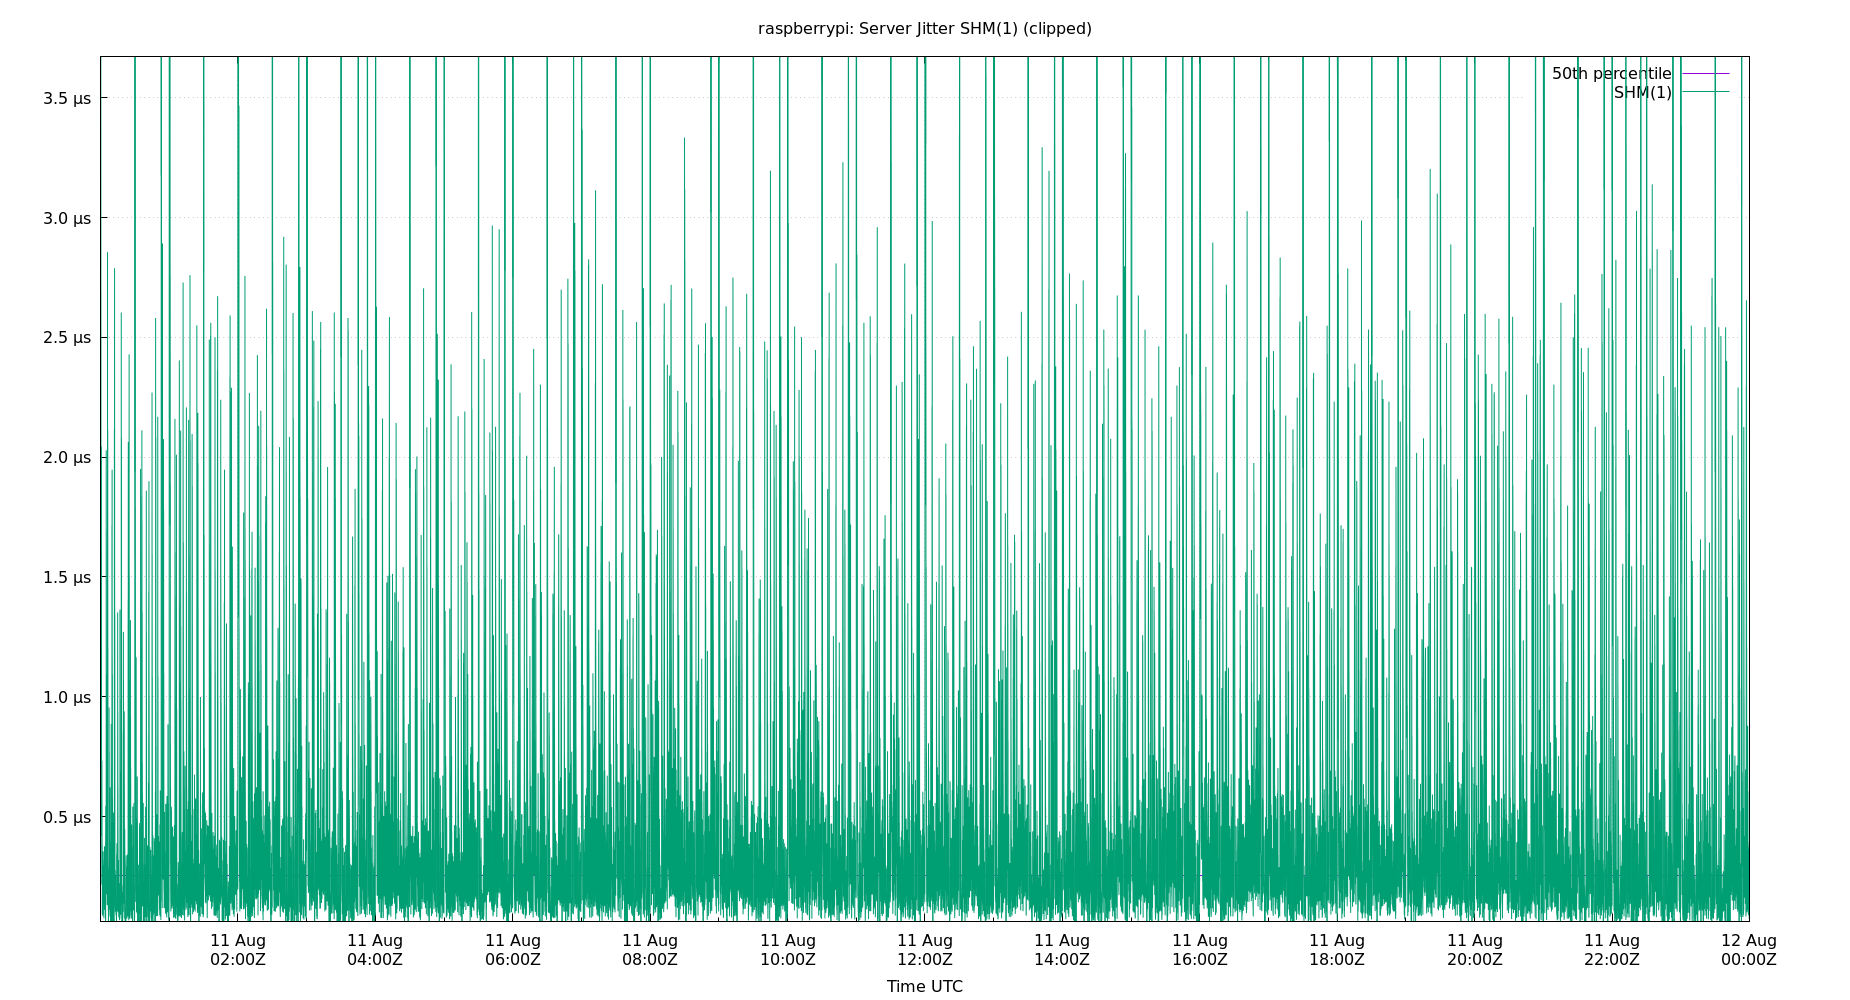 raspberrypi: Server Jitter SHM(1) (clipped)
50th percentile
SHM(1)
3.5 µs
3.0 µs
2.5 µs
2.0 µs
1.5 µs
1.0 µs
0.5 µs
11 Aug 11 Aug 11 Aug 11 Aug 11 Aug 11 Aug 11 Aug 11 Aug 11 Aug 11 Aug 11 Aug 12 Aug
02:00Z 04:00Z 06:00Z 08:00Z 10:00Z 12:00Z 14:00Z 16:00Z 18:00Z 20:00Z 22:00Z 00:00Z
Time UTC